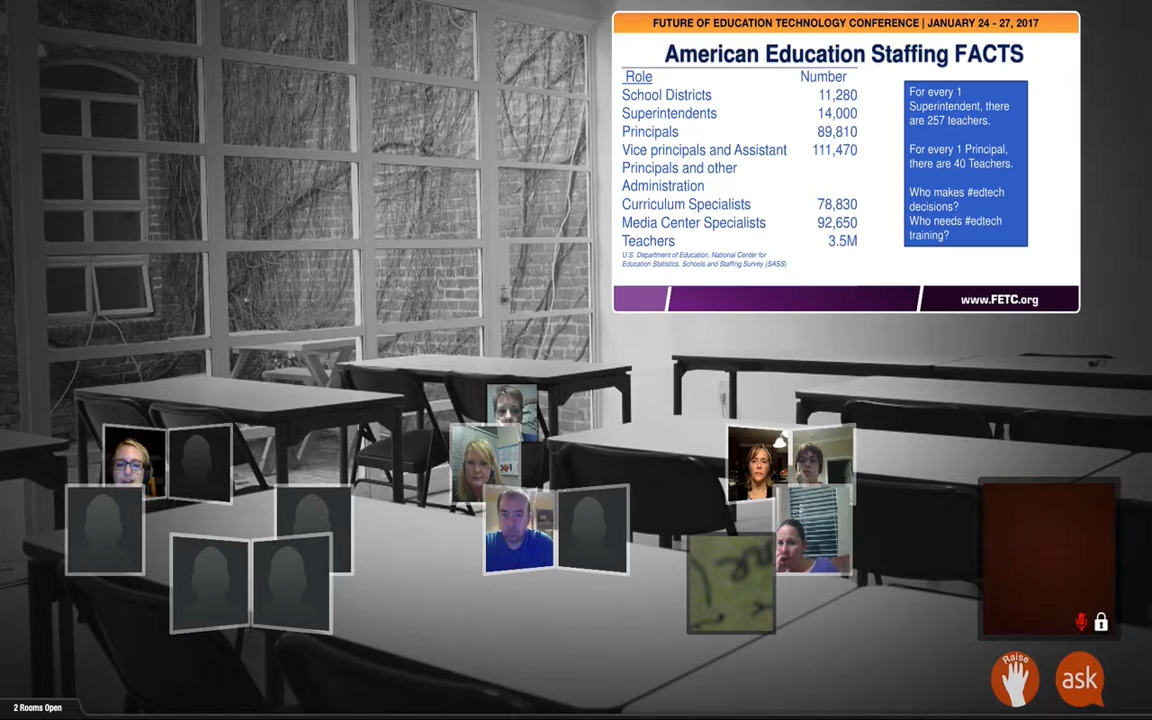 FUTURE OF EDUCATION TECHNOLOGY CONFERENCE | JANUARY 24 - 27, 2017
American Education Staffing FACTS
Role Number
School Districts 11,280
Superintendents 14,000
Principals 89,810
Vice principals and Assistant 111,470
Principals and other
Administration
Curriculum Specialists 78,830
Media Center Specialists 92,650
Teachers 3.5M
U.S. Department of Education, National Center for
Education Statistics, Schools and Staffing Survey (SASS)
For every 1
Superintendent, there
are 257 teachers.
For every 1 Principal,
there are 40 Teachers.
Who makes #edtech
decisions?
Who needs #edtech
training?
www.FETC.org
Raise
ask
2 Rooms Open